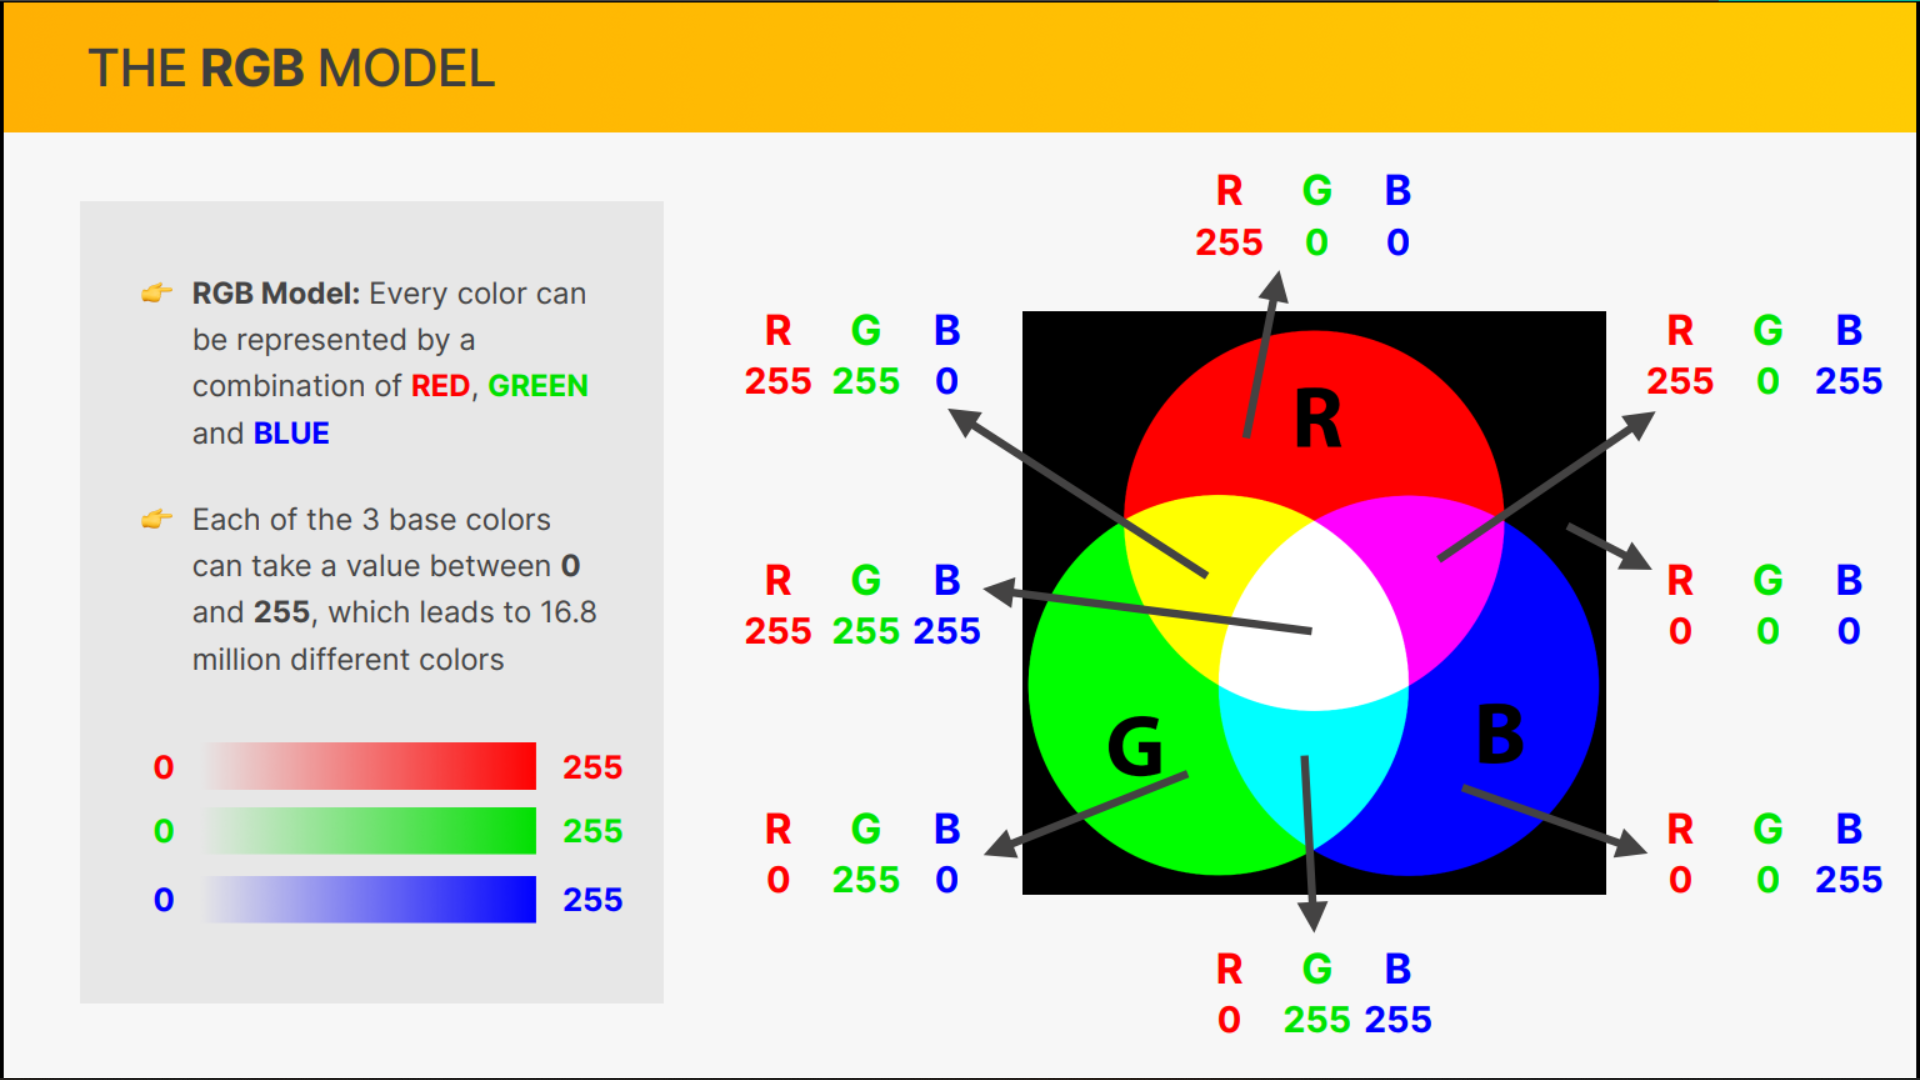 THE RGB MODEL
RGB Model: Every color can
be represented by a
combination of RED, GREEN
and BLUE
Each of the 3 base colors
can take a value between 0
and 255, which leads to 16.8
million different colors
0 255
0 255
0 255
R G B
255 0 0
R G B
255 255 0
R G B
255 0 255
R
R G B
255 255 255
R G B
0 0 0
G
B
R G B
0 255 0
R G B
0 0 255
R G B
0 255 255